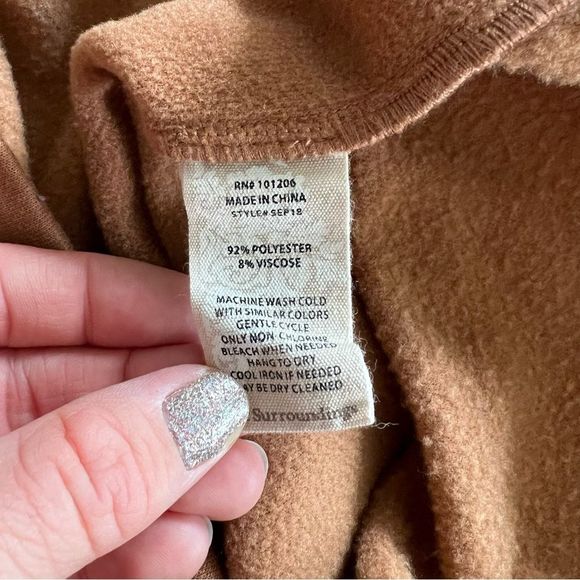 RN# 101206
MADE IN CHINA
STYLE# SEP18
92% POLYESTER
8% VISCOSE
MACHINE WASH COLD
WITH SIMILAR COLORS
GENTLE CYCLE
ONLY NON-CHLORINE
BLEACH WHEN NEEDED
HANG TO DRY
COOL IRON IF NEEDED
BE DRY CLEANED
Surroundings